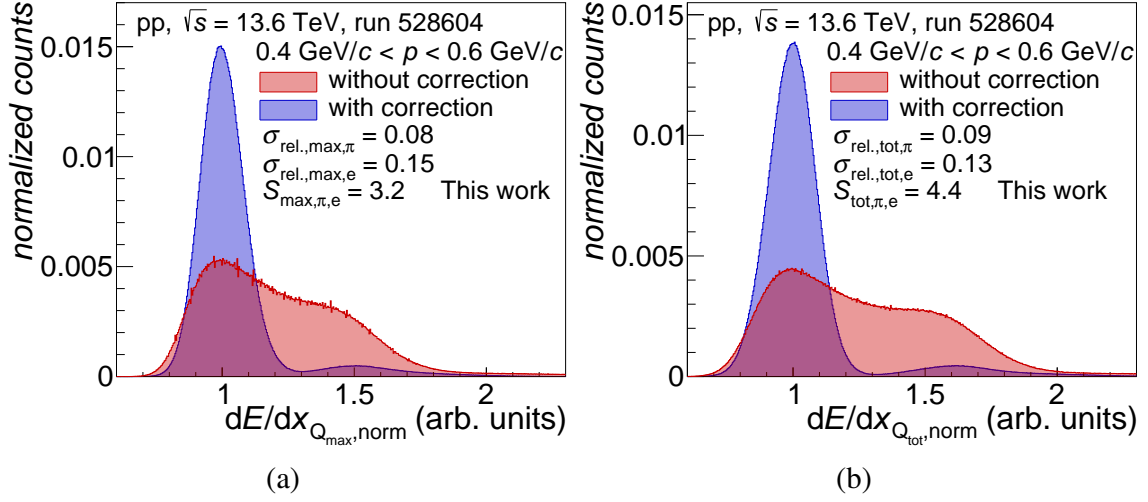 pp, √s = 13.6 TeV, run 528604
0.4 GeV/c < p < 0.6 GeV/c
without correction
with correction
σrel.,max,π = 0.08
σrel.,max,e = 0.15
Smax,π,e = 3.2 This work
normalized counts
0.015
0.01
0.005
0
1
1.5
2
dE/dxQmax,norm (arb. units)
(a)
pp, √s = 13.6 TeV, run 528604
0.4 GeV/c < p < 0.6 GeV/c
without correction
with correction
σrel.,tot,π = 0.09
σrel.,tot,e = 0.13
Stot,π,e = 4.4 This work
normalized counts
0.015
0.01
0.005
0
1
1.5
2
dE/dxQtot,norm (arb. units)
(b)